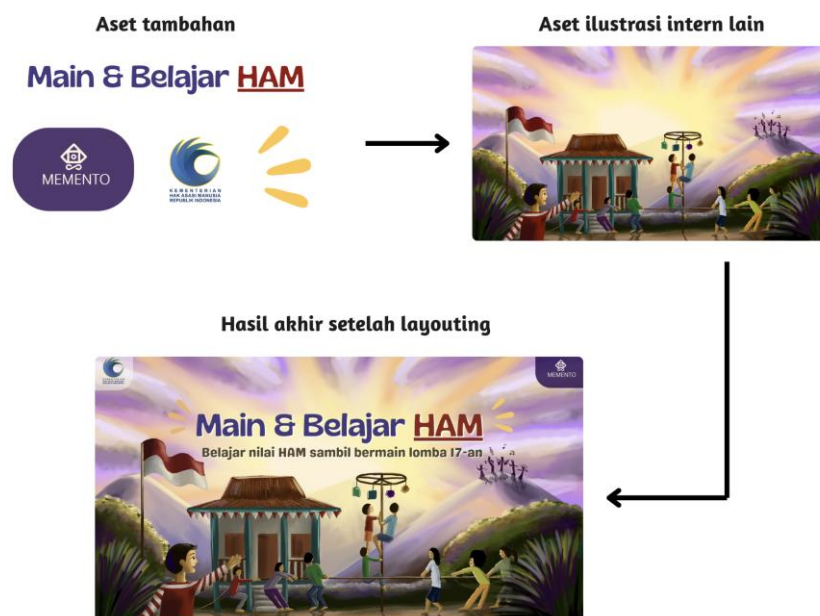 Aset tambahan
Main & Belajar HAM
MEMENTO
KEMENTERIAN
HAK ASASI MANUSIA
REPUBLIK INDONESIA
Aset ilustrasi intern lain
Hasil akhir setelah layouting
MEMENTO
Main & Belajar HAM
Belajar nilai HAM sambil bermain lomba 17-an